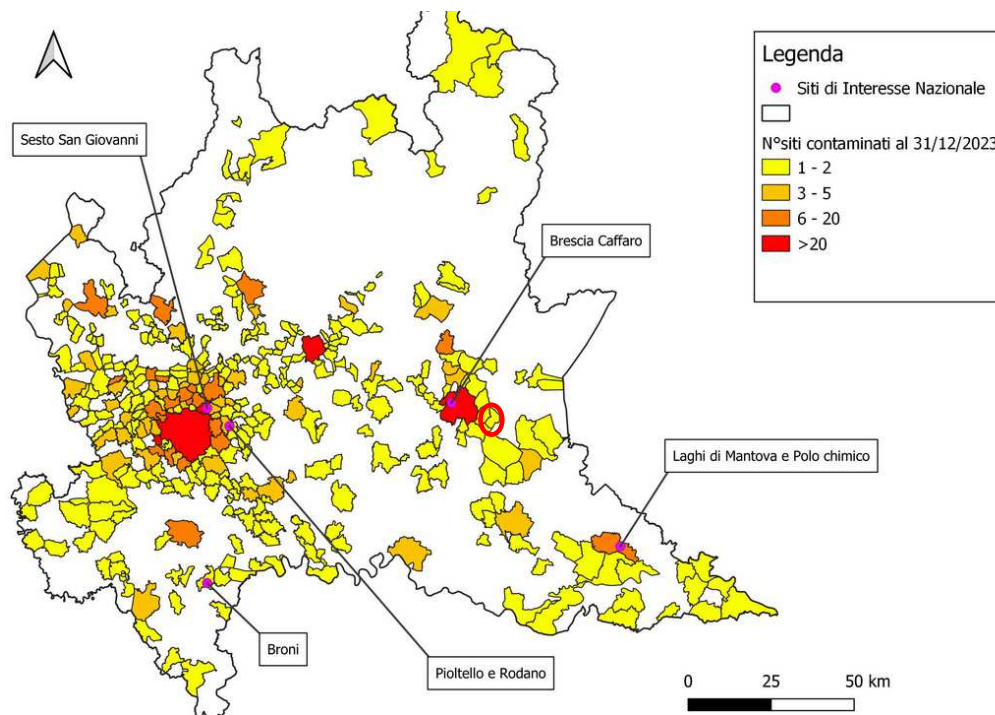 Legenda
Siti di Interesse Nazionale
N°siti contaminati al 31/12/2023
1 - 2
3 - 5
6 - 20
>20
Sesto San Giovanni
Brescia Caffaro
Laghi di Mantova e Polo chimico
Broni
Pioltello e Rodano
0 25 50 km